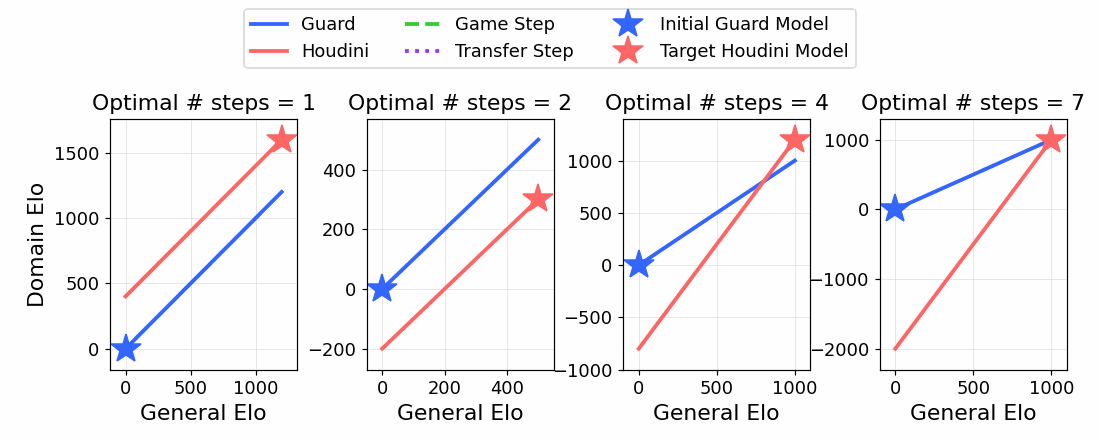 Guard
Houdini
Game Step
Transfer Step
Initial Guard Model
Target Houdini Model
Optimal # steps = 1
Optimal # steps = 2
Optimal # steps = 4
Optimal # steps = 7
Domain Elo
1500
1000
500
0
0
500
1000
General Elo
400
200
0
−200
0
200
400
General Elo
1000
500
0
−500
−1000
0
500
1000
General Elo
1000
0
−1000
−2000
0
500
1000
General Elo